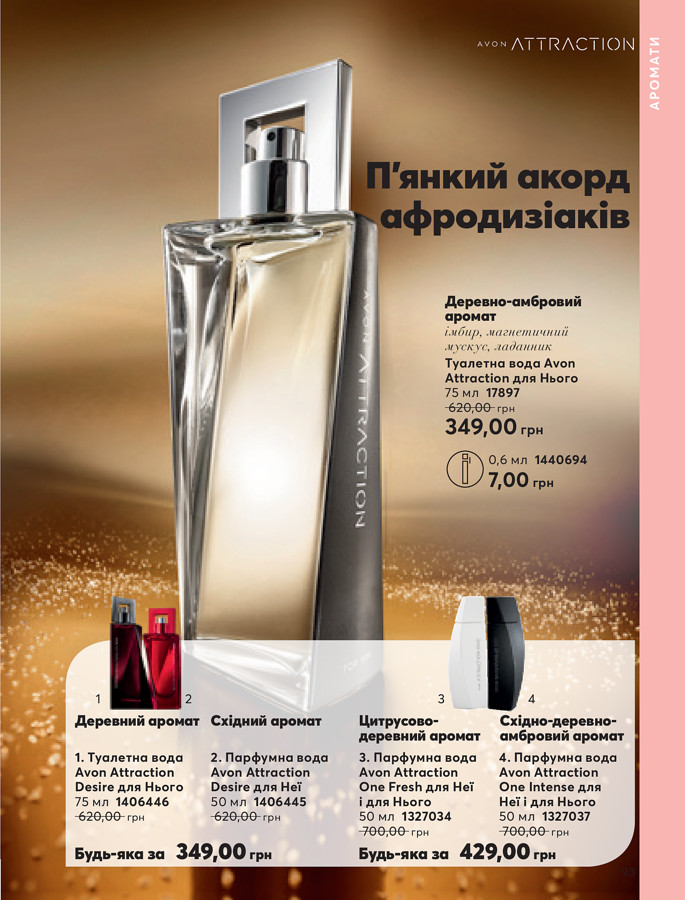 AVON ATTRACTION
АРОМАТИ
П'янкий акорд
афродизіаків
Деревно-амбровий
аромат
імбир, магнетичний
мускус, ладанник
Туалетна вода Avon
Attraction для Нього
75 мл 17897
620,00 грн
349,00 грн
0,6 мл 1440694
7,00 грн
AVON ATTRACTION
FOR HIM
1
2
Деревний аромат
1. Туалетна вода
Avon Attraction
Desire для Нього
75 мл 1406446
620,00 грн
Східний аромат
2. Парфумна вода
Avon Attraction
Desire для Неї
50 мл 1406445
620,00 грн
Будь-яка за 349,00 грн
3
4
Цитрусово-
деревний аромат
3. Парфумна вода
Avon Attraction
One Fresh для Неї
і для Нього
50 мл 1327034
700,00 грн
Східно-деревно-
амбровий аромат
4. Парфумна вода
Avon Attraction
One Intense для
Неї і для Нього
50 мл 1327037
700,00 грн
Будь-яка за 429,00 грн